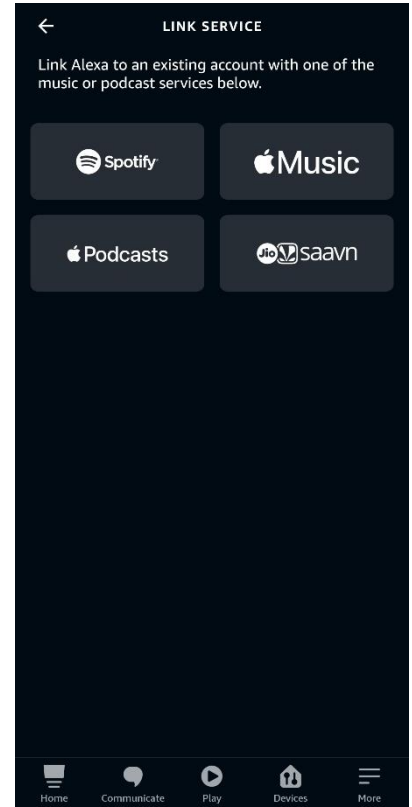 LINK SERVICE
Link Alexa to an existing account with one of the
music or podcast services below.
Spotify
Music
Podcasts
Jio saavn
Home Communicate Play Devices More